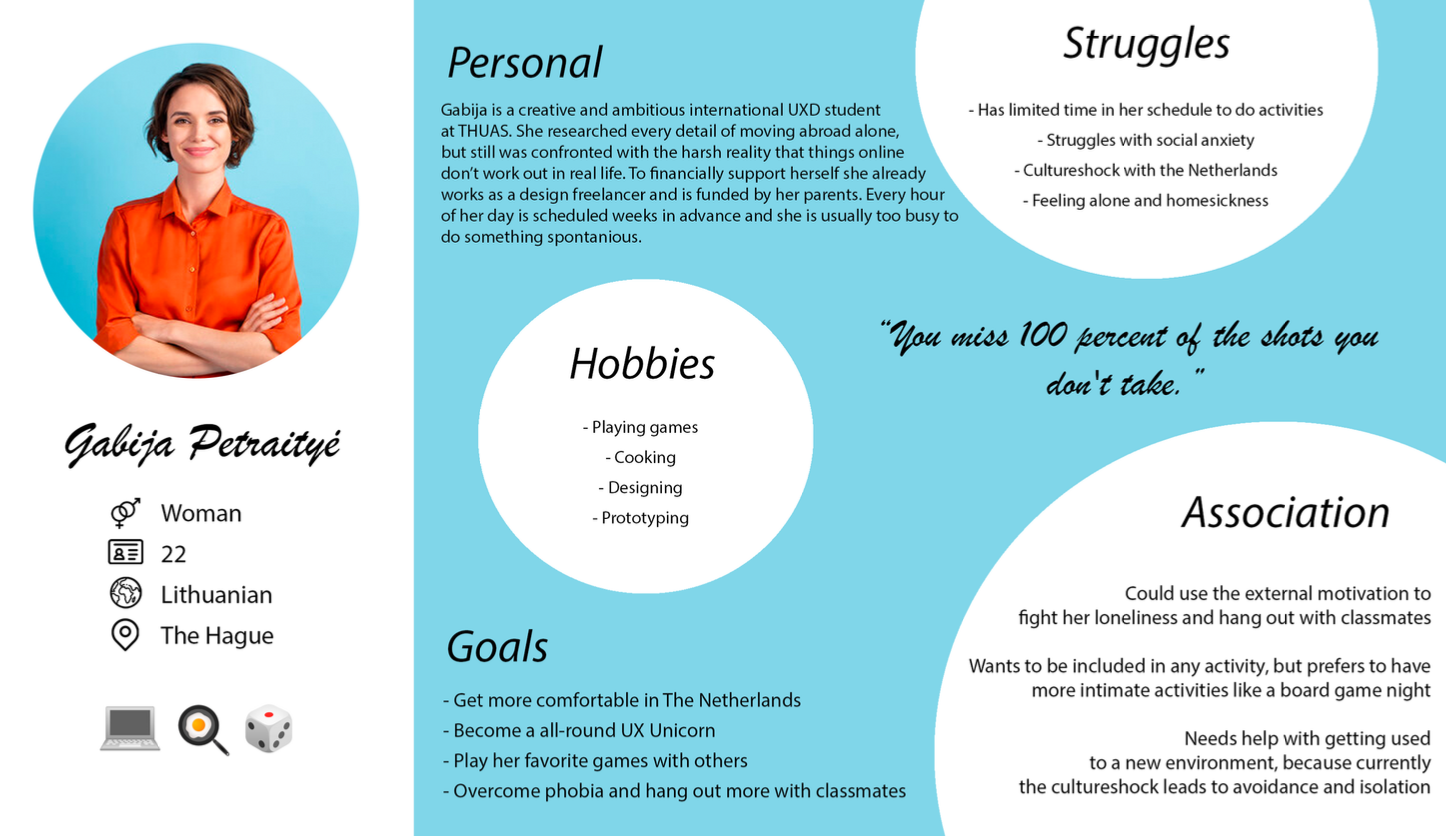 Gabija Petraityé
Woman
22
Lithuanian
The Hague
Personal
Gabija is a creative and ambitious international UXD student
at THUAS. She researched every detail of moving abroad alone,
but still was confronted with the harsh reality that things online
don’t work out in real life. To financially support herself she already
works as a design freelancer and is funded by her parents. Every hour
of her day is scheduled weeks in advance and she is usually too busy to
do something spontanious.
Struggles
- Has limited time in her schedule to do activities
- Struggles with social anxiety
- Cultureshock with the Netherlands
- Feeling alone and homesickness
Hobbies
- Playing games
- Cooking
- Designing
- Prototyping
“You miss 100 percent of the shots you
don't take.”
Goals
- Get more comfortable in The Netherlands
- Become a all-round UX Unicorn
- Play her favorite games with others
- Overcome phobia and hang out more with classmates
Association
Could use the external motivation to
fight her loneliness and hang out with classmates
Wants to be included in any activity, but prefers to have
more intimate activities like a board game night
Needs help with getting used
to a new environment, because currently
the cultureshock leads to avoidance and isolation